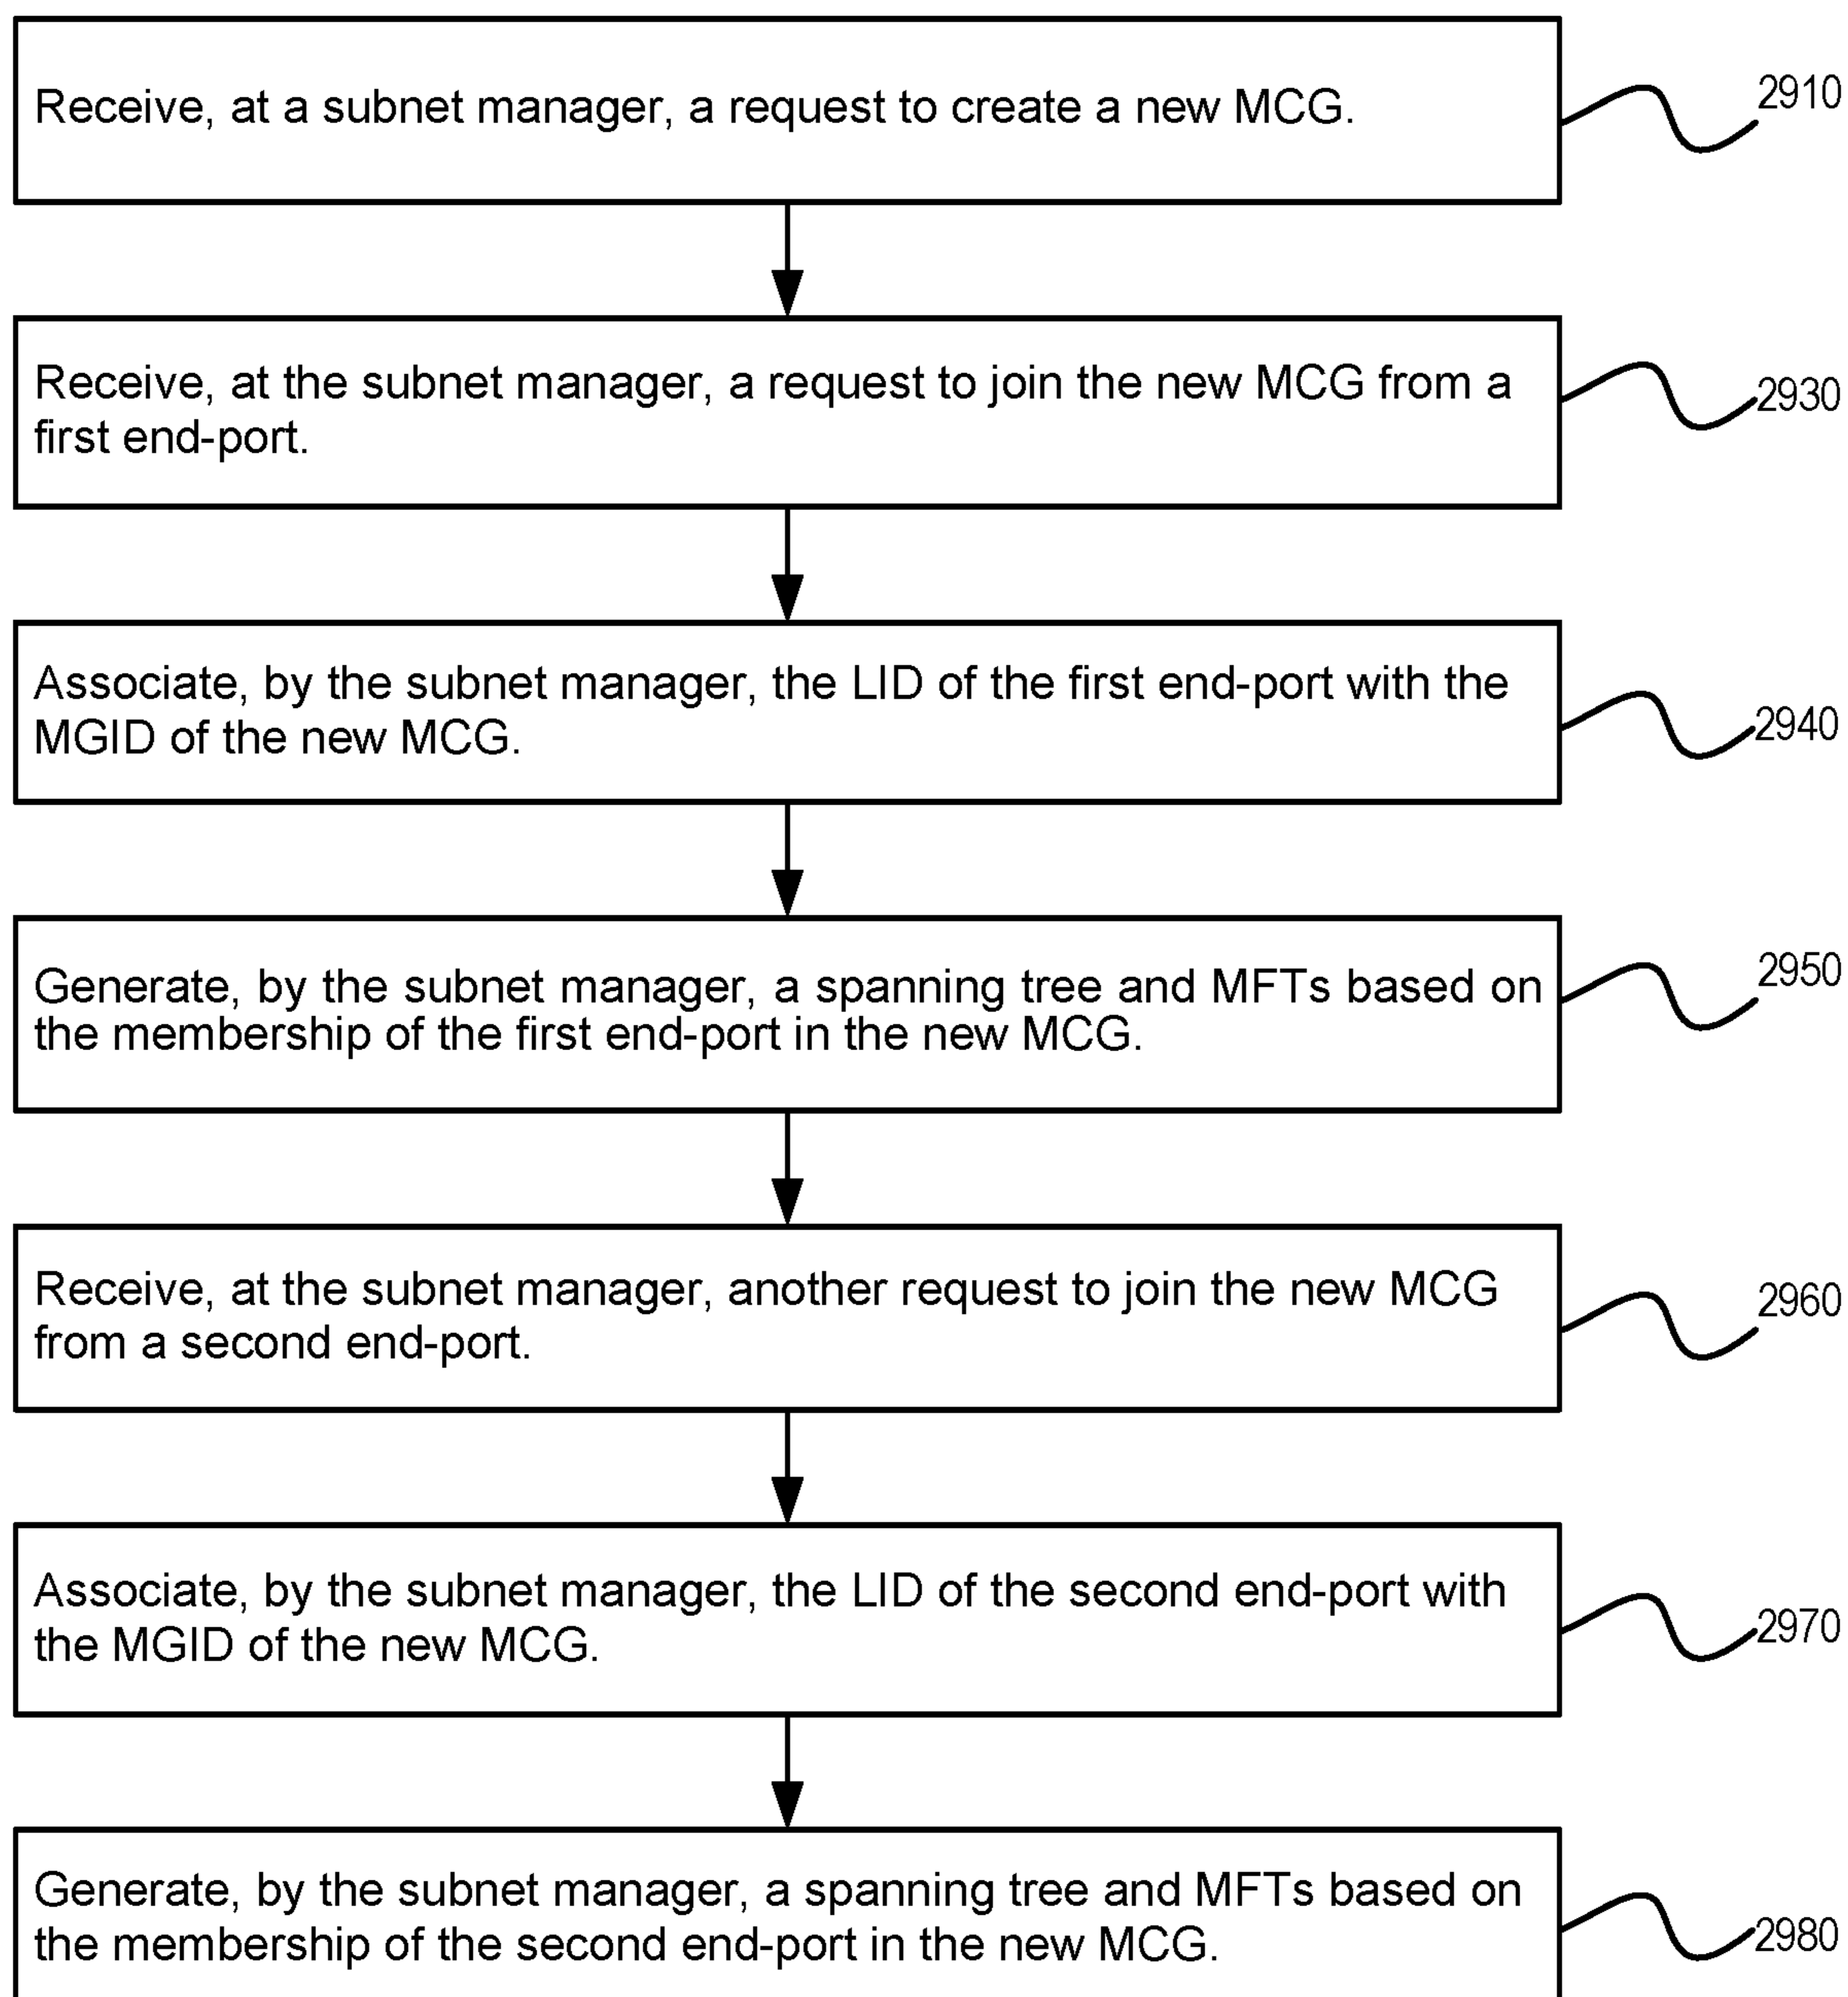 Receive, at a subnet manager, a request to create a new MCG.
2910
Receive, at the subnet manager, a request to join the new MCG from a
first end-port.
2930
Associate, by the subnet manager, the LID of the first end-port with the
MGID of the new MCG.
2940
Generate, by the subnet manager, a spanning tree and MFTs based on
the membership of the first end-port in the new MCG.
2950
Receive, at the subnet manager, another request to join the new MCG
from a second end-port.
2960
Associate, by the subnet manager, the LID of the second end-port with
the MGID of the new MCG.
2970
Generate, by the subnet manager, a spanning tree and MFTs based on
the membership of the second end-port in the new MCG.
2980